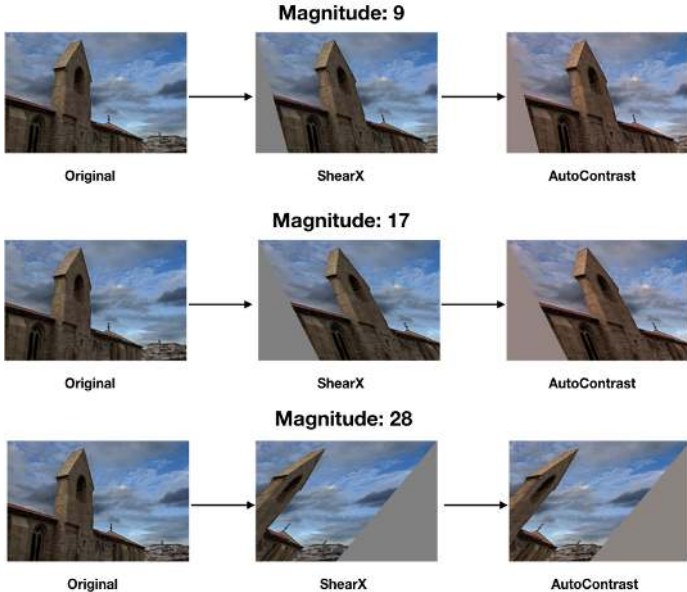 Magnitude: 9
Original
ShearX
AutoContrast
Magnitude: 17
Original
ShearX
AutoContrast
Magnitude: 28
Original
ShearX
AutoContrast